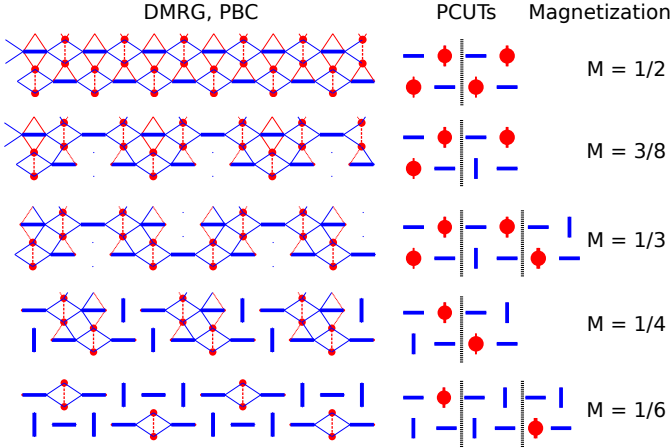 DMRG, PBC PCUTs Magnetization
M = 1/2
M = 3/8
M = 1/3
M = 1/4
M = 1/6